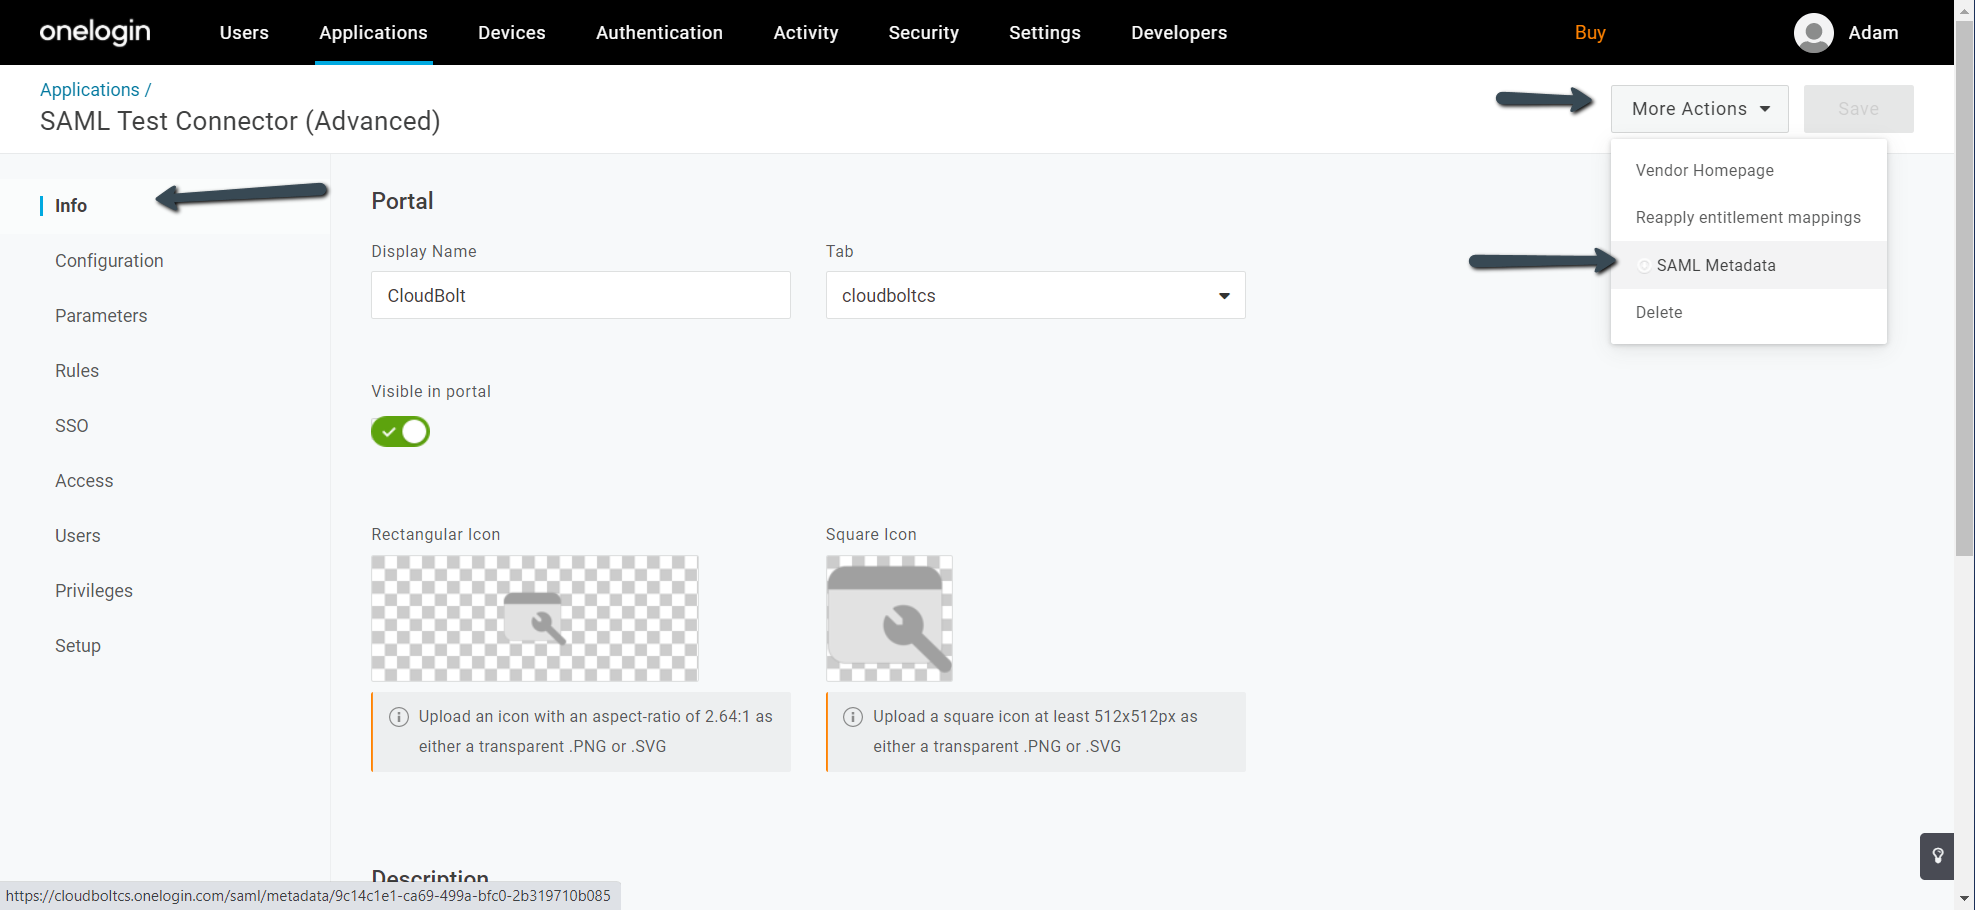 onelogin
Users
Applications
Devices
Authentication
Activity
Security
Settings
Developers
Buy
Adam
Applications /
SAML Test Connector (Advanced)
More Actions
Save
Vendor Homepage
Reapply entitlement mappings
SAML Metadata
Delete
Info
Configuration
Parameters
Rules
SSO
Access
Users
Privileges
Setup
Portal
Display Name
CloudBolt
Tab
cloudboltcs
Visible in portal
Rectangular Icon
Square Icon
Upload an icon with an aspect-ratio of 2.64:1 as
either a transparent .PNG or .SVG
Upload a square icon at least 512x512px as
either a transparent .PNG or .SVG
Description
https://cloudboltcs.onelogin.com/saml/metadata/9c14c1e1-ca69-499a-bfc0-2b319710b085